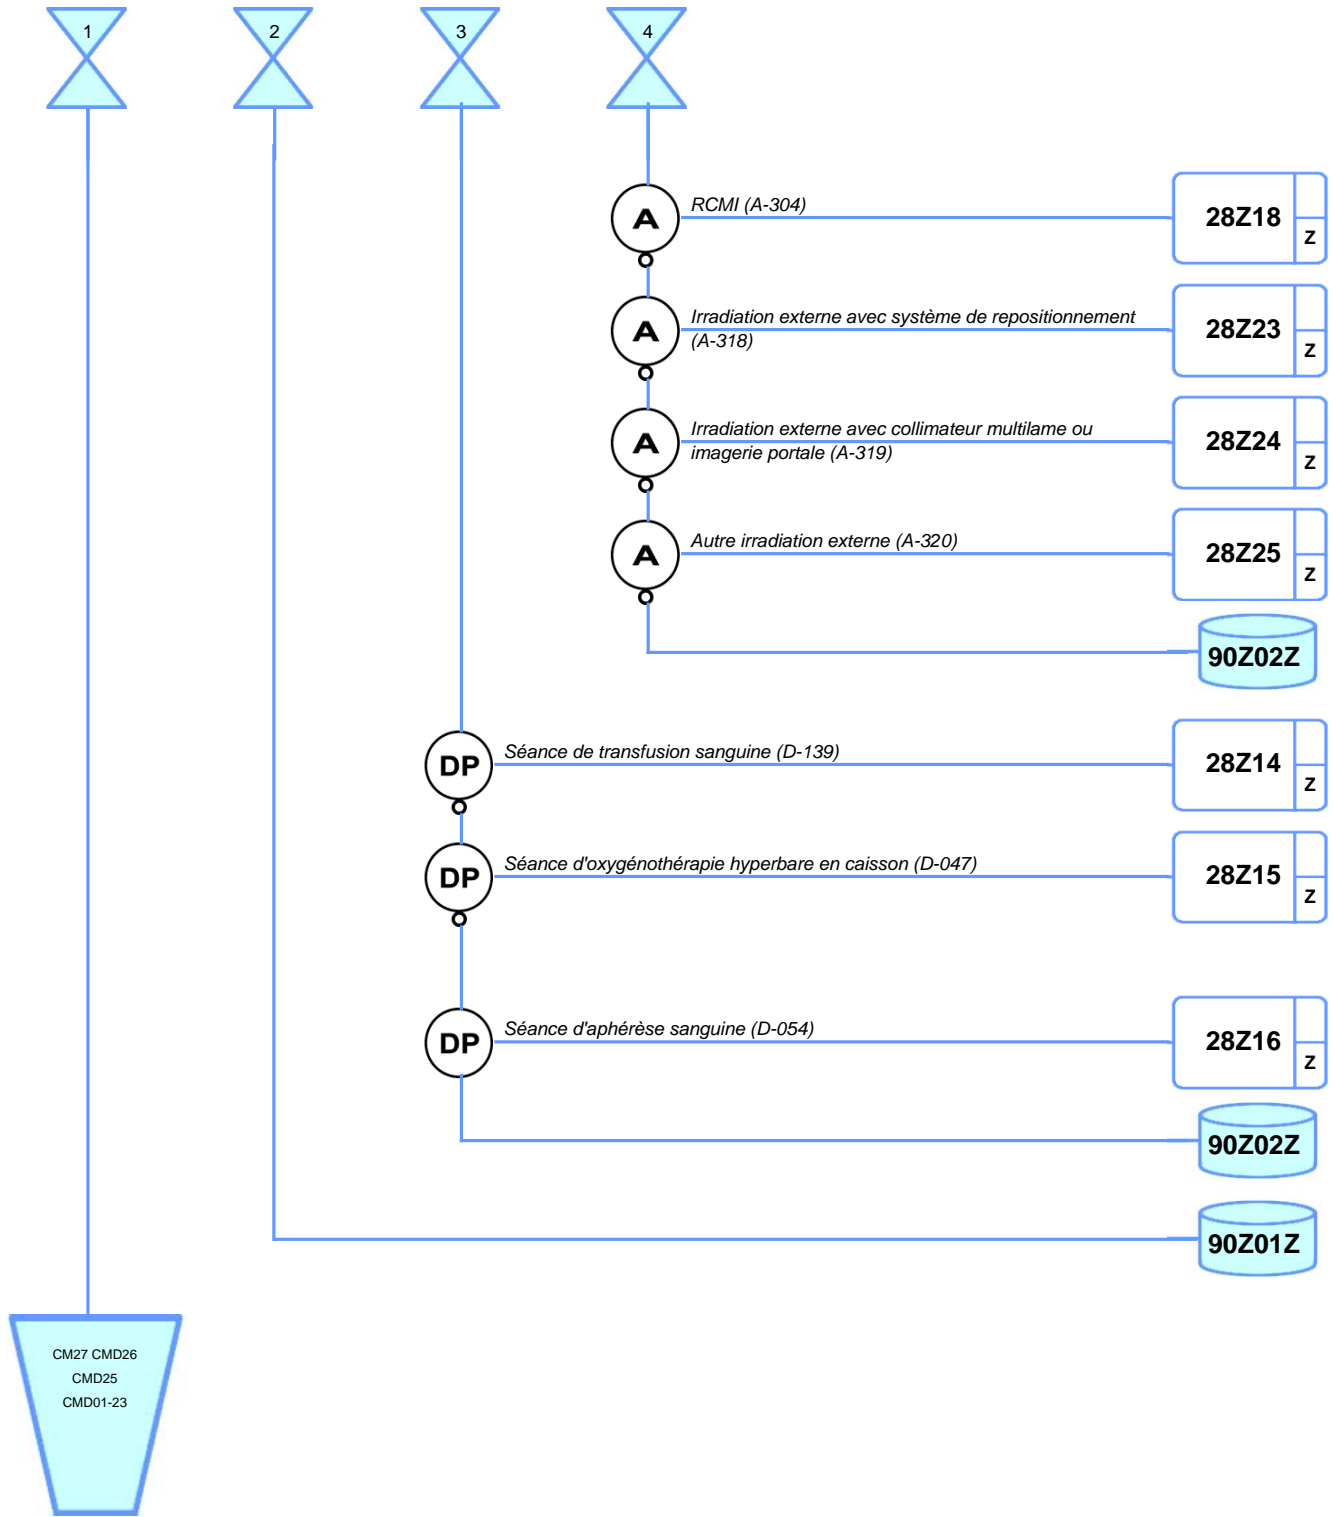 1
2
3
4
A
RCMI (A-304)
28Z18
Z
A
Irradiation externe avec système de repositionnement
(A-318)
28Z23
Z
A
Irradiation externe avec collimateur multilame ou
imagerie portale (A-319)
28Z24
Z
A
Autre irradiation externe (A-320)
28Z25
Z
90Z02Z
DP
Séance de transfusion sanguine (D-139)
28Z14
Z
DP
Séance d'oxygénothérapie hyperbare en caisson (D-047)
28Z15
Z
DP
Séance d'aphérèse sanguine (D-054)
28Z16
Z
90Z02Z
90Z01Z
CM27 CMD26
CMD25
CMD01-23